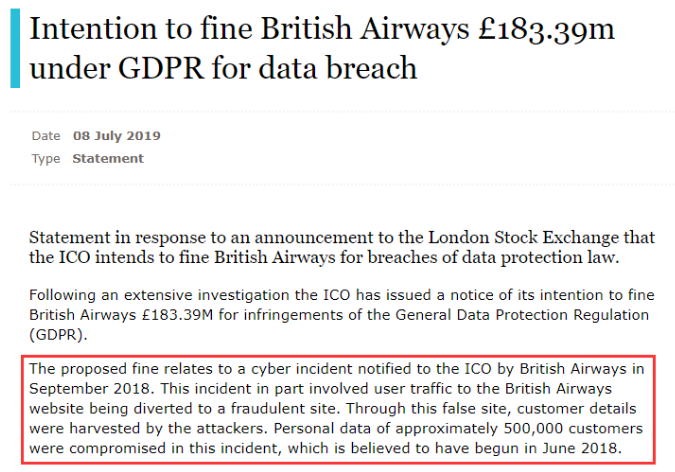 Intention to fine British Airways £183.39m
under GDPR for data breach
Date 08 July 2019
Type Statement
Statement in response to an announcement to the London Stock Exchange that
the ICO intends to fine British Airways for breaches of data protection law.
Following an extensive investigation the ICO has issued a notice of its intention to fine
British Airways £183.39M for infringements of the General Data Protection Regulation
(GDPR).
The proposed fine relates to a cyber incident notified to the ICO by British Airways in
September 2018. This incident in part involved user traffic to the British Airways
website being diverted to a fraudulent site. Through this false site, customer details
were harvested by the attackers. Personal data of approximately 500,000 customers
were compromised in this incident, which is believed to have begun in June 2018.